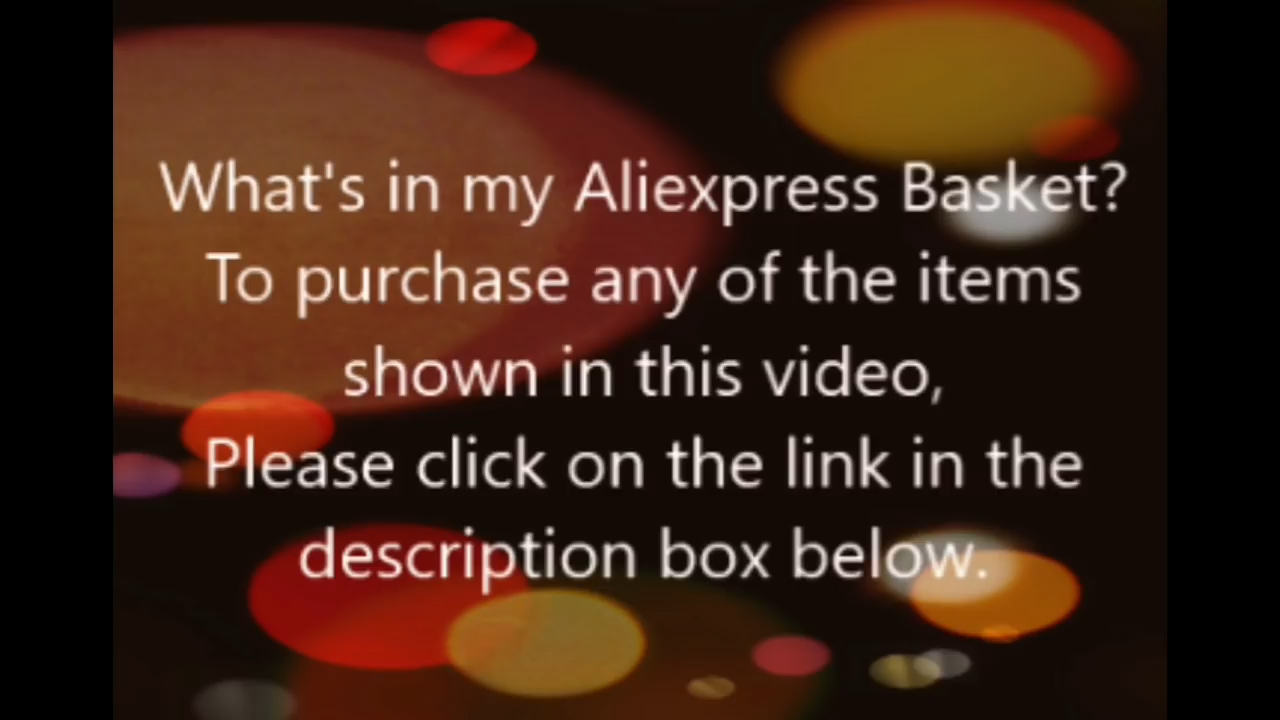 What's in my Aliexpress Basket?
To purchase any of the items
shown in this video,
Please click on the link in the
description box below.